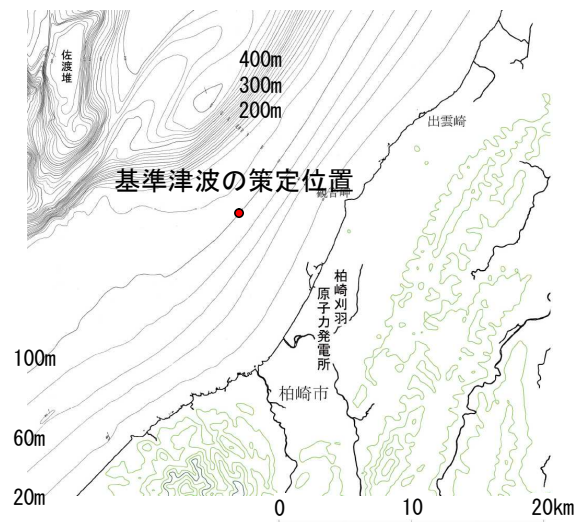 佐渡堆
400m
300m
200m
出雲崎
基準津波の策定位置
観音岬
柏崎刈羽
原子力発電所
100m
柏崎市
60m
20m
0 10 20km